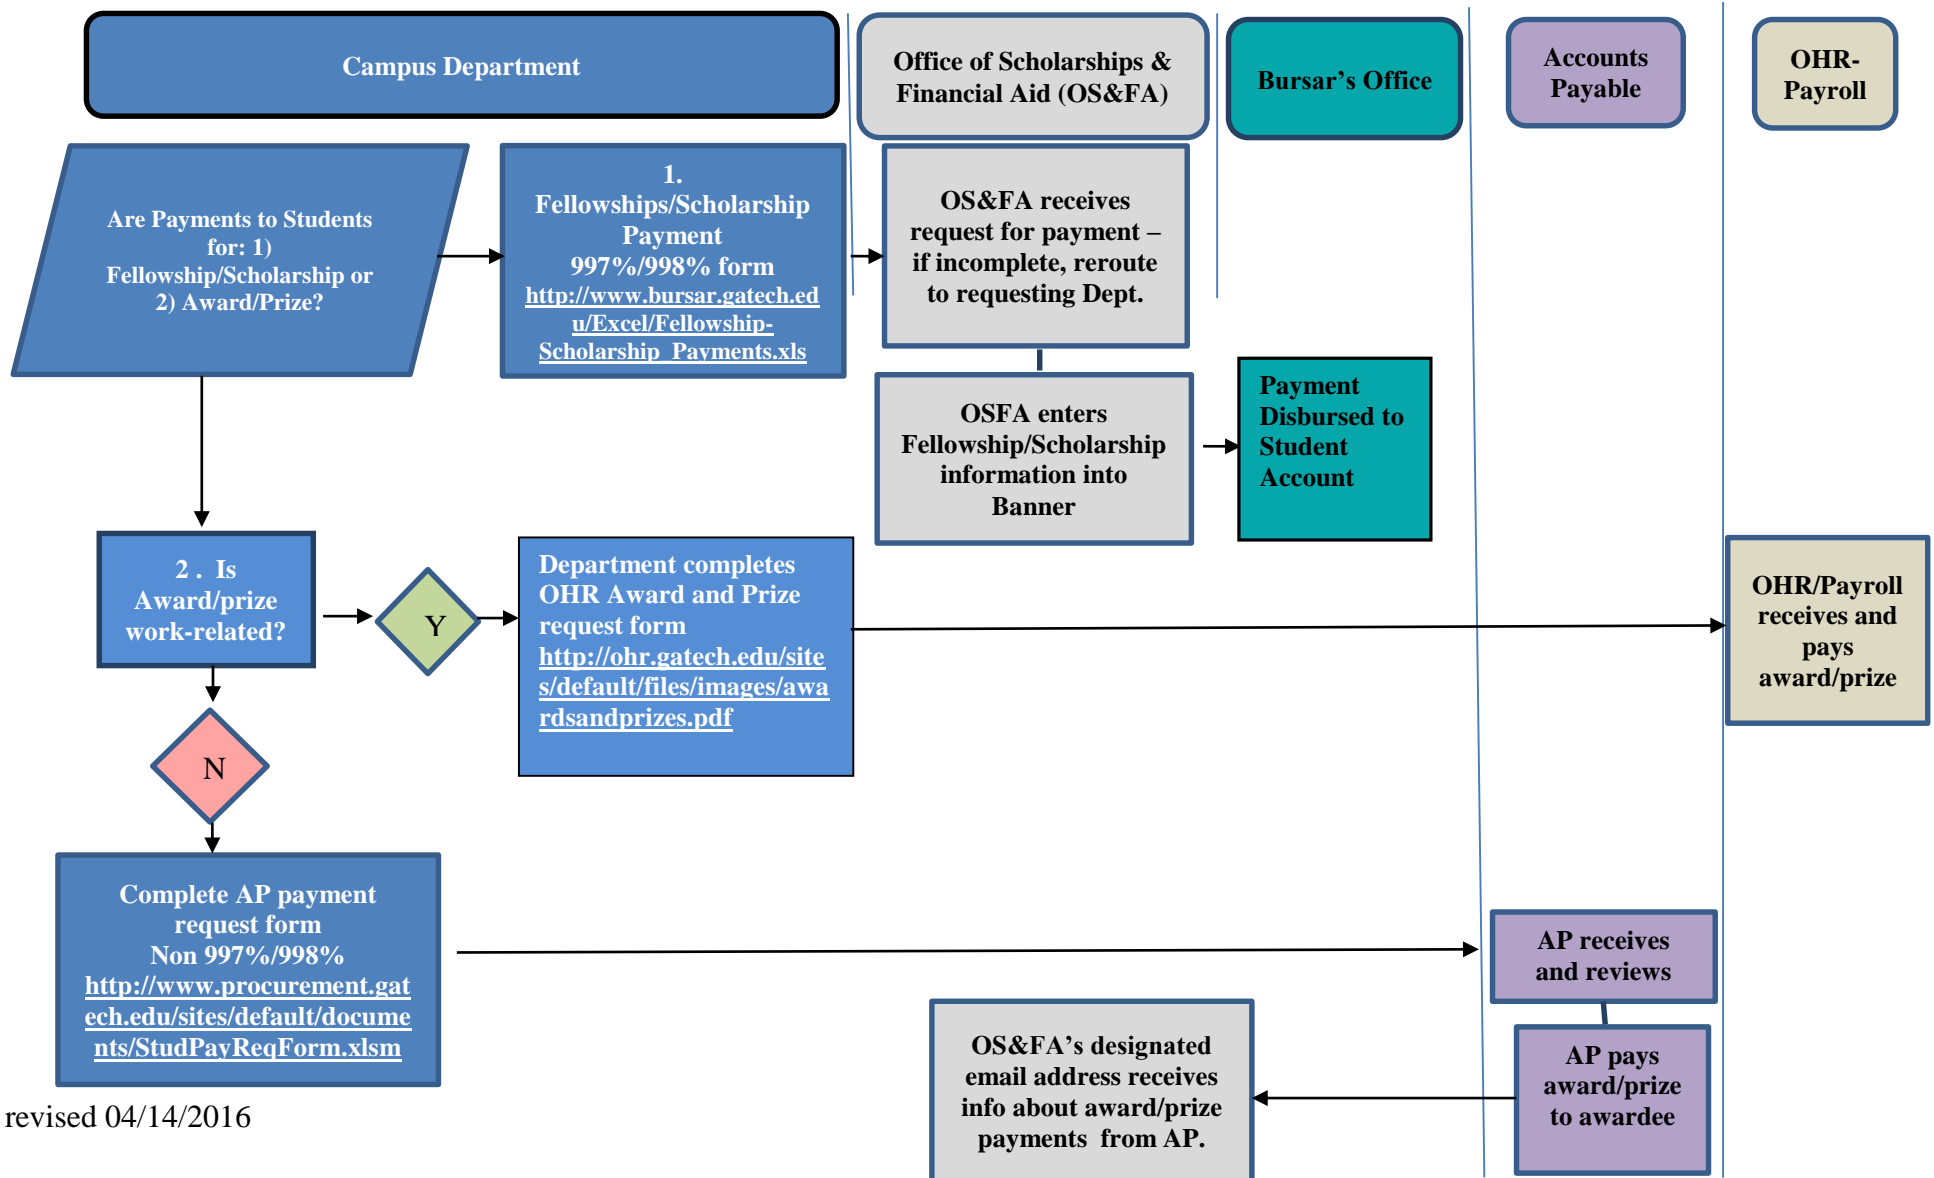 Campus Department
Office of Scholarships &
Financial Aid (OS&FA)
Bursar’s Office
Accounts
Payable
OHR-
Payroll
Are Payments to Students
for: 1)
Fellowship/Scholarship or
2) Award/Prize?
1.
Fellowships/Scholarship
Payment
997%/998% form
http://www.bursar.gatech.ed
u/Excel/Fellowship-
Scholarship_Payments.xls
OS&FA receives
request for payment –
if incomplete, reroute
to requesting Dept.
OSFA enters
Fellowship/Scholarship
information into
Banner
Payment
Disbursed to
Student
Account
2 . Is
Award/prize
work-related?
Y
Department completes
OHR Award and Prize
request form
http://ohr.gatech.edu/site
s/default/files/images/awa
rdsandprizes.pdf
OHR/Payroll
receives and
pays
award/prize
N
Complete AP payment
request form
Non 997%/998%
http://www.procurement.gat
ech.edu/sites/default/docume
nts/StudPayReqForm.xlsm
AP receives
and reviews
AP pays
award/prize
to awardee
OS&FA’s designated
email address receives
info about award/prize
payments from AP.
revised 04/14/2016